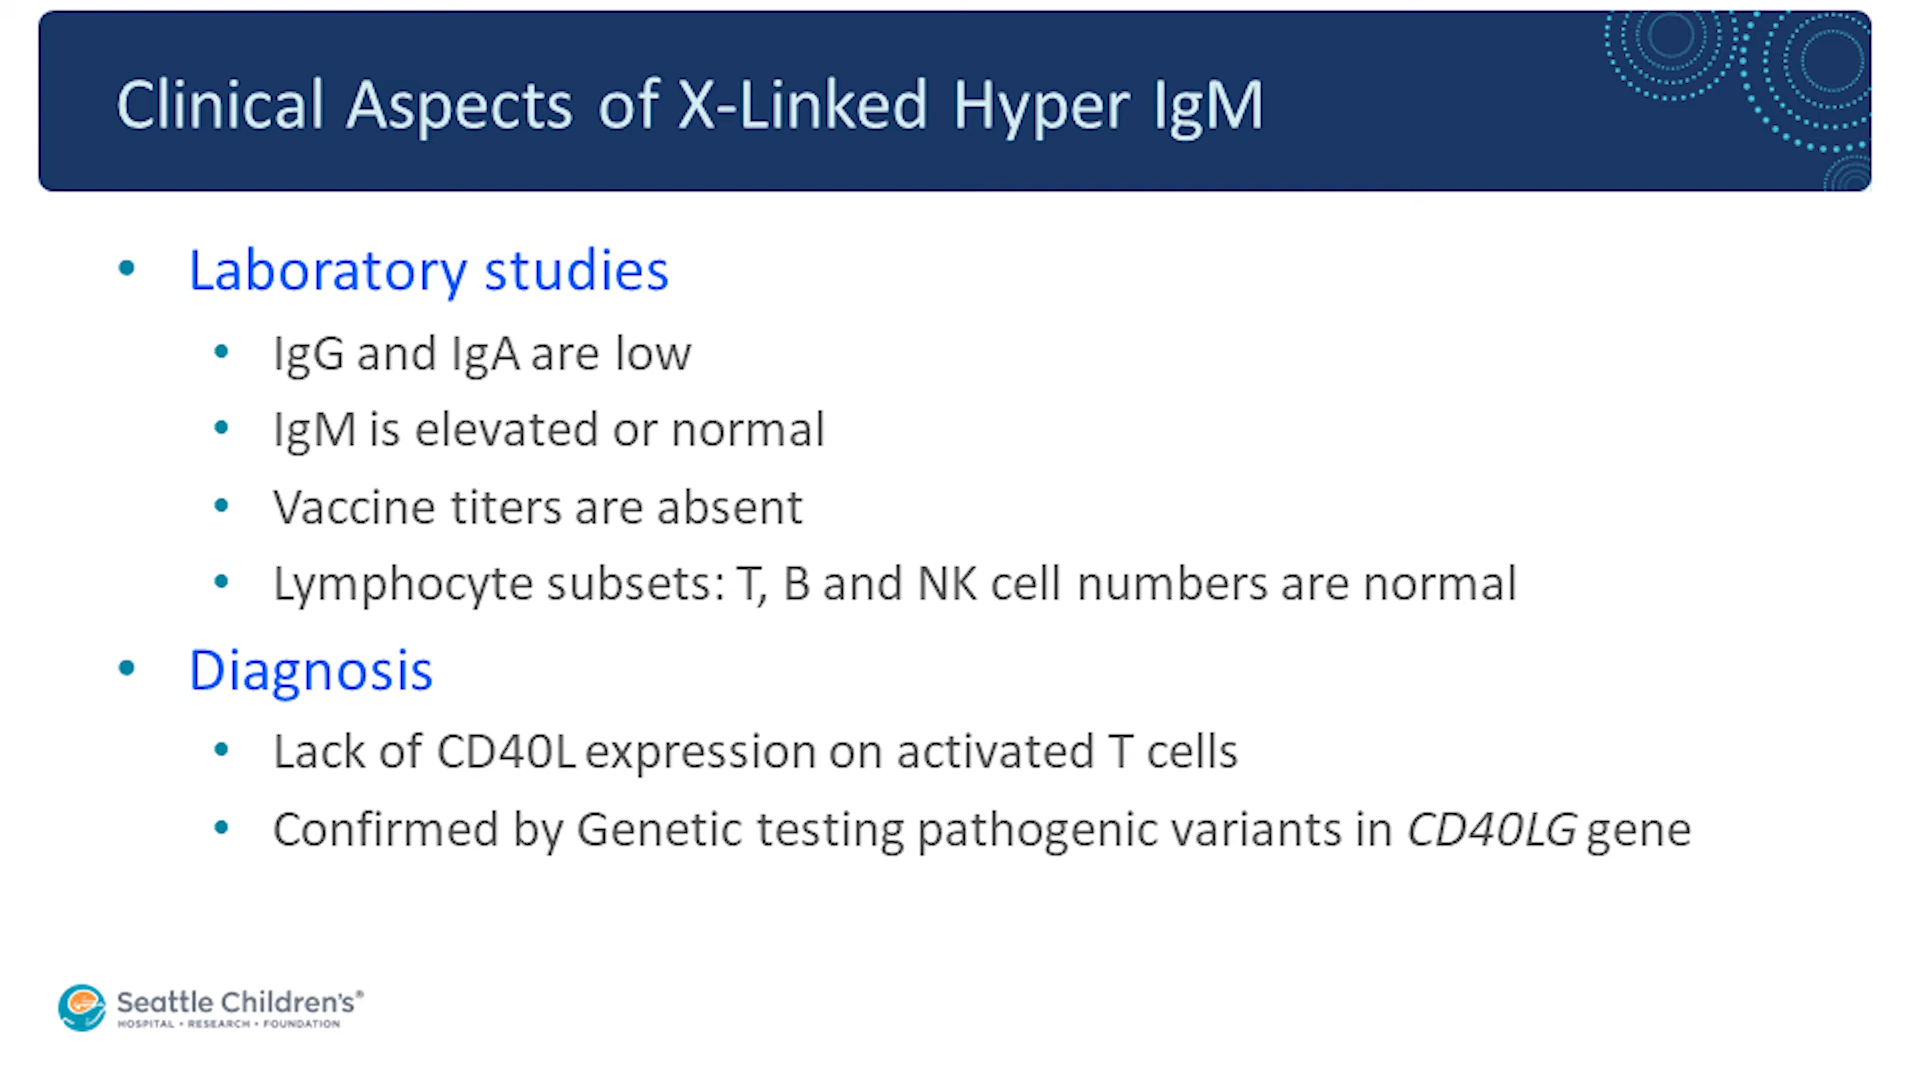 Clinical Aspects of X-Linked Hyper IgM
• Laboratory studies
• IgG and IgA are low
• IgM is elevated or normal
• Vaccine titers are absent
• Lymphocyte subsets: T, B and NK cell numbers are normal
• Diagnosis
• Lack of CD40L expression on activated T cells
• Confirmed by Genetic testing pathogenic variants in CD40LG gene
Seattle Children's®
HOSPITAL • RESEARCH • FOUNDATION